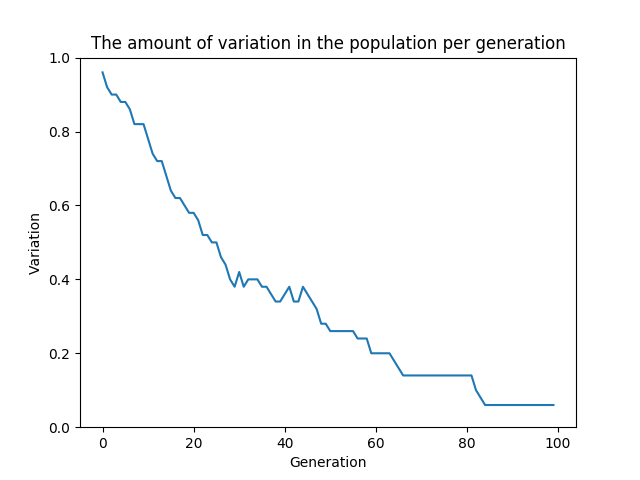 The amount of variation in the population per generation
1.0
0.8
0.6
0.4
0.2
0.0
Variation
0 20 40 60 80 100
Generation